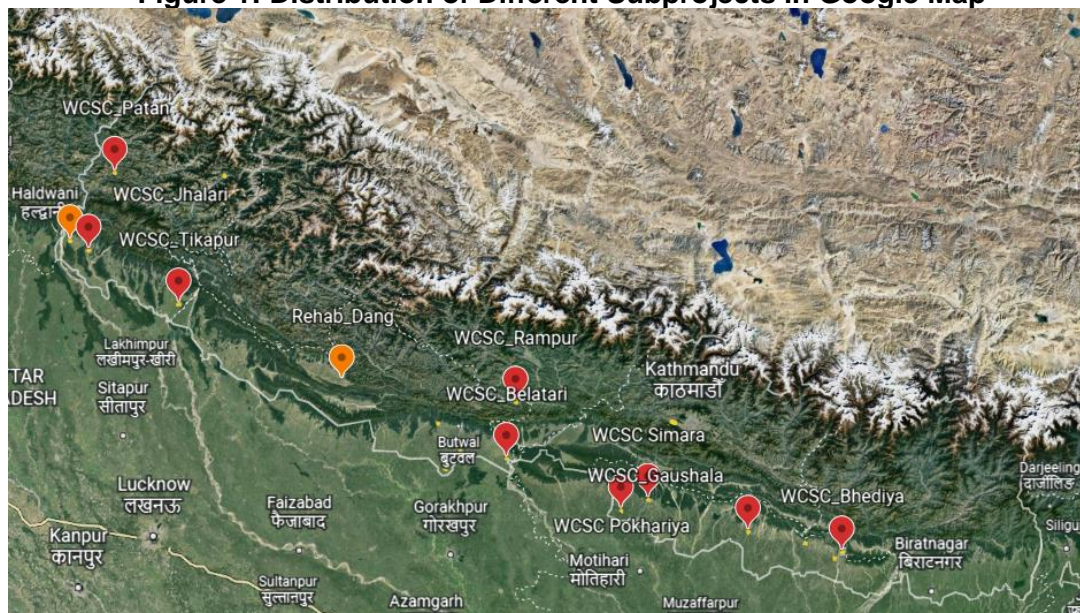 Figure 1. Distribution of Different Subprojects in Google Map
WCSC_Patan
Haldwani
WCSC_Jhalari
WCSC_Tikapur
Rehab_Dang
Lakhimpur
लखीमपुर-खीरी
WCSC_Rampur
Kathmandu
काठमाडौँ
TAR
ADESH
Sitapur
सीतापुर
WCSC_Belatari
Butwal
बुटवल
WCSC Simara
WCSC_Gaushala
Darjeeling
दार्जीलिङ
Lucknow
लखनऊ
Faizabad
फैजाबाद
Gorakhpur
गोरखपुर
WCSC_Bhediya
WCSC Pokhariya
Kanpur
कानपुर
Biratnagar
बिराटनगर
Motihari
मोतिहारी
Sultanpur
सुल्तानपुर
Azamgarh
Muzaffarpur